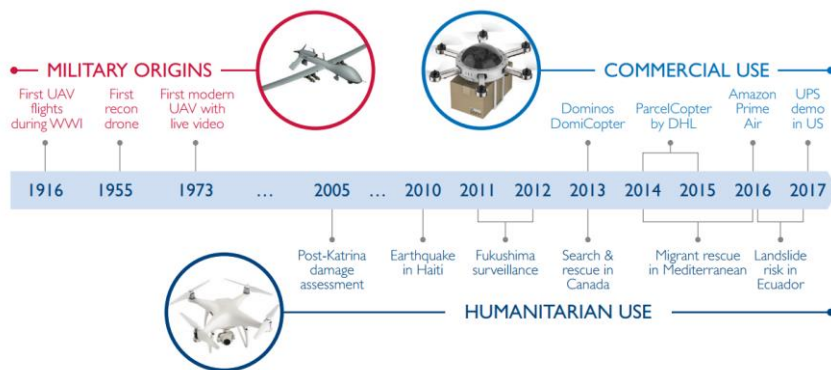 MILITARY ORIGINS
COMMERCIAL USE
First UAV
flights
during WWI
First
recon
drone
First modern
UAV with
live video
Dominos
DomiCopter
ParcelCopter
by DHL
Amazon
Prime
Air
UPS
demo
in US
1916 1955 1973 ... 2005 ... 2010 2011 2012 2013 2014 2015 2016 2017
Post-Katrina
damage
assessment
Earthquake
in Haiti
Fukushima
surveillance
Search &
rescue in
Canada
Migrant rescue
in Mediterranean
Landslide
risk in
Ecuador
HUMANITARIAN USE